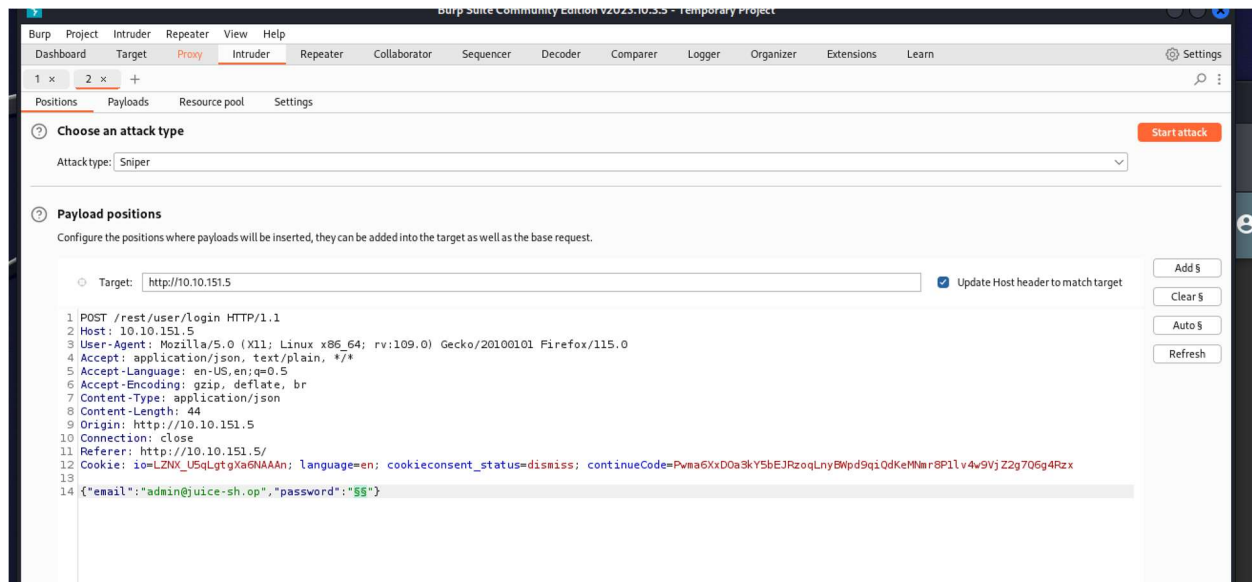 Burp Suite Community Edition v2023.10.3.5 - Temporary Project
Burp Project Intruder Repeater View Help
Dashboard Target Proxy Intruder Repeater Collaborator Sequencer Decoder Comparer Logger Organizer Extensions Learn Settings
1 × 2 × +
Positions Payloads Resource pool Settings
? Choose an attack type
Start attack
Attack type: Sniper
? Payload positions
Configure the positions where payloads will be inserted, they can be added into the target as well as the base request.
Target: http://10.10.151.5 Update Host header to match target
Add §
Clear §
Auto §
Refresh
1 POST /rest/user/login HTTP/1.1
2 Host: 10.10.151.5
3 User-Agent: Mozilla/5.0 (X11; Linux x86_64; rv:109.0) Gecko/20100101 Firefox/115.0
4 Accept: application/json, text/plain, */*
5 Accept-Language: en-US,en;q=0.5
6 Accept-Encoding: gzip, deflate, br
7 Content-Type: application/json
8 Content-Length: 44
9 Origin: http://10.10.151.5
10 Connection: close
11 Referer: http://10.10.151.5/
12 Cookie: io=LZNX_U5qLgtgXa6NAAAn; language=en; cookieconsent_status=dismiss; continueCode=Pwma6XxDOa3kY5bEJRzoqLnyBWpd9qiQdKeMNmr8P1lv4w9VjZ2g7Q6g4Rzx
13
14 {"email":"admin@juice-sh.op","password":"§§"}